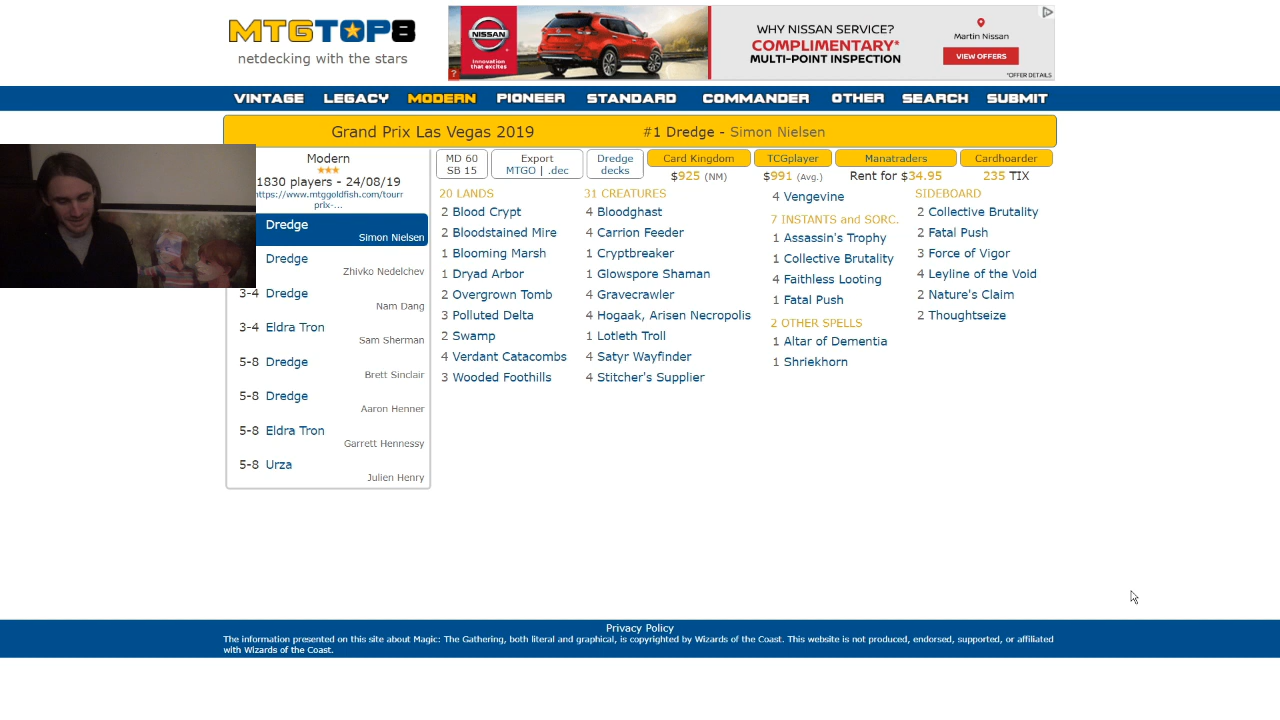 MTGTOP8
netdecking with the stars
NISSAN
Innovation
that excites
WHY NISSAN SERVICE?
COMPLIMENTARY*
MULTI-POINT INSPECTION
Martin Nissan
VIEW OFFERS
*OFFER DETAILS
VINTAGE LEGACY MODERN PIONEER STANDARD COMMANDER OTHER SEARCH SUBMIT
Grand Prix Las Vegas 2019 #1 Dredge - Simon Nielsen
Modern
1830 players - 24/08/19
https://www.mtggoldfish.com/tourr
prix-...
Dredge
Simon Nielsen
Dredge
Zhivko Nedelchev
3-4 Dredge
Nam Dang
3-4 Eldra Tron
Sam Sherman
5-8 Dredge
Brett Sinclair
5-8 Dredge
Aaron Henner
5-8 Eldra Tron
Garrett Hennessy
5-8 Urza
Julien Henry
MD 60
SB 15
Export
MTGO | .dec
Dredge
decks
Card Kingdom
$925 (NM)
TCGplayer
$991 (Avg.)
Manatraders
Rent for $34.95
Cardhoarder
235 TIX
20 LANDS
2 Blood Crypt
2 Bloodstained Mire
1 Blooming Marsh
1 Dryad Arbor
2 Overgrown Tomb
3 Polluted Delta
2 Swamp
4 Verdant Catacombs
3 Wooded Foothills
31 CREATURES
4 Bloodghast
4 Carrion Feeder
1 Cryptbreaker
1 Glowspore Shaman
4 Gravecrawler
4 Hogaak, Arisen Necropolis
1 Lotleth Troll
4 Satyr Wayfinder
4 Stitcher's Supplier
4 Vengevine
7 INSTANTS and SORC.
1 Assassin's Trophy
1 Collective Brutality
4 Faithless Looting
1 Fatal Push
2 OTHER SPELLS
1 Altar of Dementia
1 Shriekhorn
SIDEBOARD
2 Collective Brutality
2 Fatal Push
3 Force of Vigor
4 Leyline of the Void
2 Nature's Claim
2 Thoughtseize
Privacy Policy
The information presented on this site about Magic: The Gathering, both literal and graphical, is copyrighted by Wizards of the Coast. This website is not produced, endorsed, supported, or affiliated
with Wizards of the Coast.